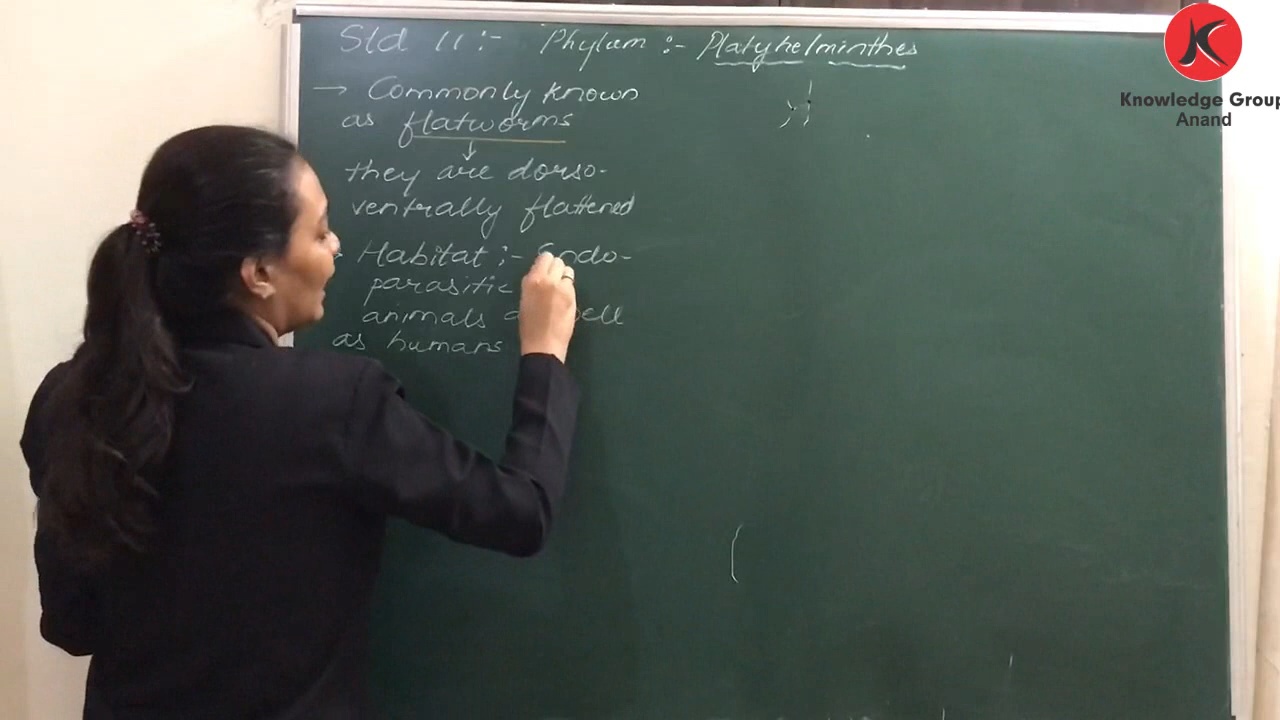 Std 11 :- Phylum :- Platyhelminthes
→ Commonly known
as flatworms
↓
they are dorso-
ventrally flattened
Habitat :- Endo-
parasitic
animals
as humans
K
Knowledge Group
Anand